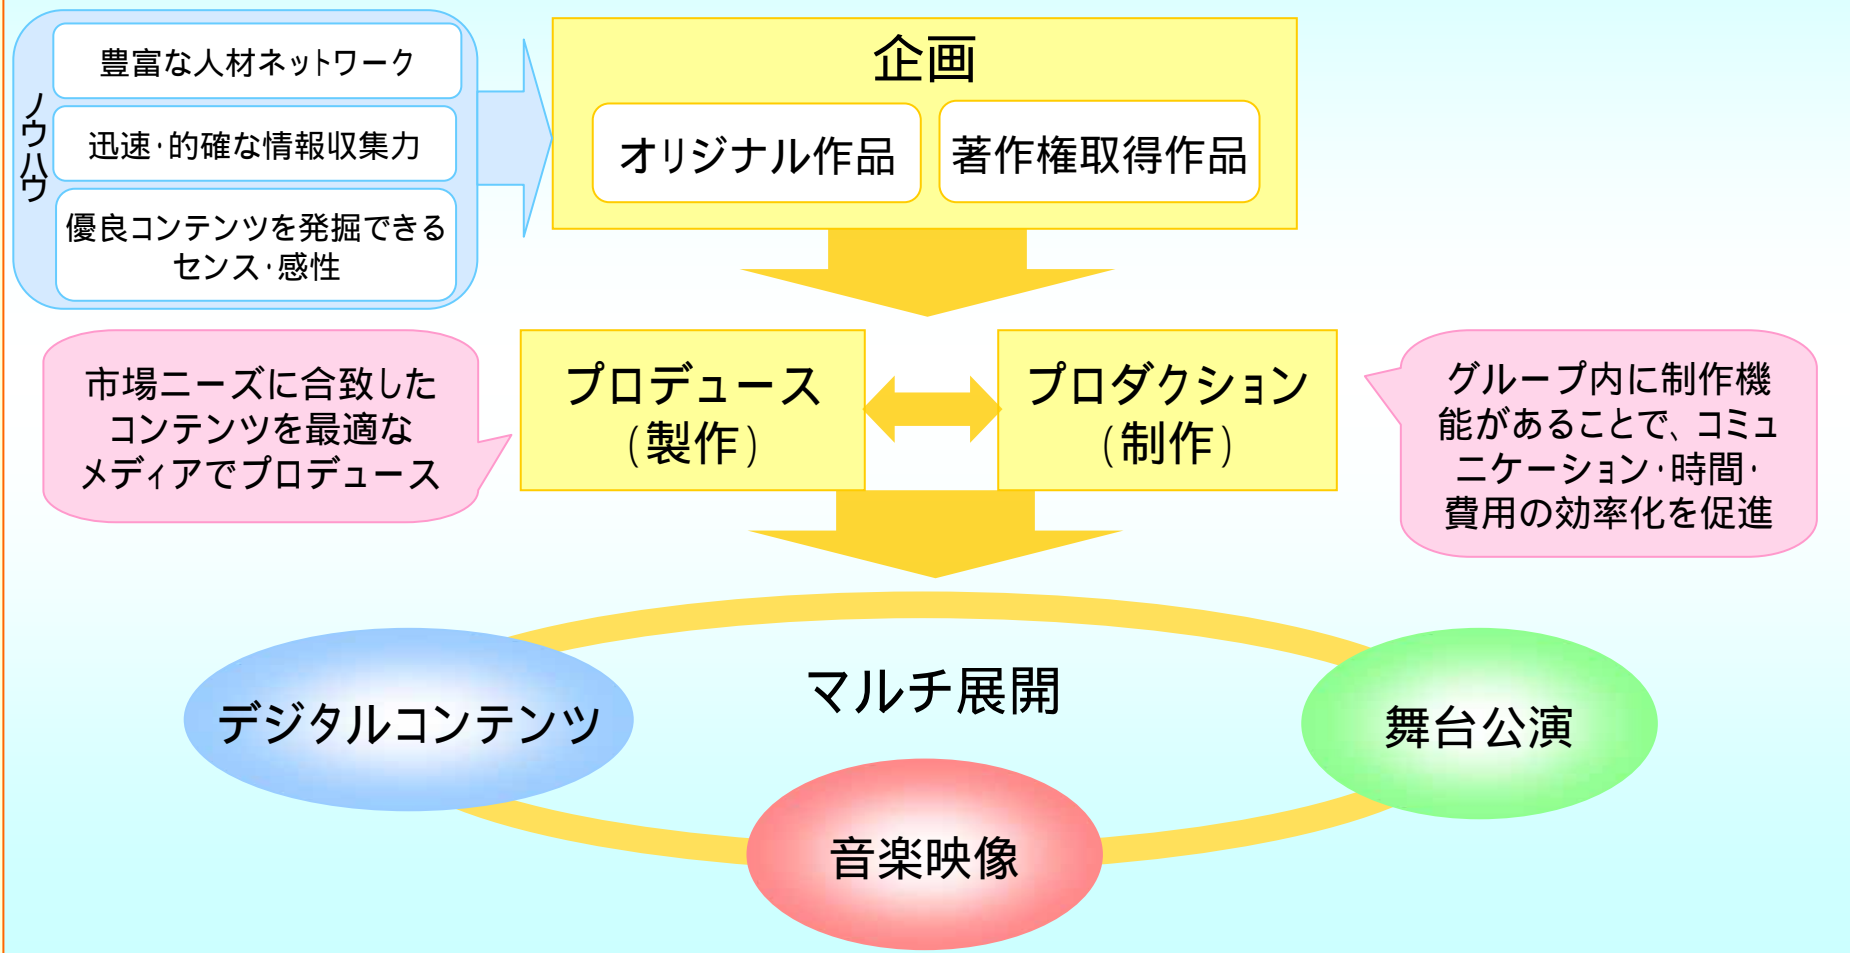 ノウハウ
豊富な人材ネットワーク
迅速・的確な情報収集力
優良コンテンツを発掘できる
センス・感性
企画
オリジナル作品
著作権取得作品
市場ニーズに合致した
コンテンツを最適な
メディアでプロデュース
プロデュース
(製作)
プロダクション
(制作)
グループ内に制作機
能があることで、コミュ
ニケーション・時間・
費用の効率化を促進
マルチ展開
デジタルコンテンツ
舞台公演
音楽映像